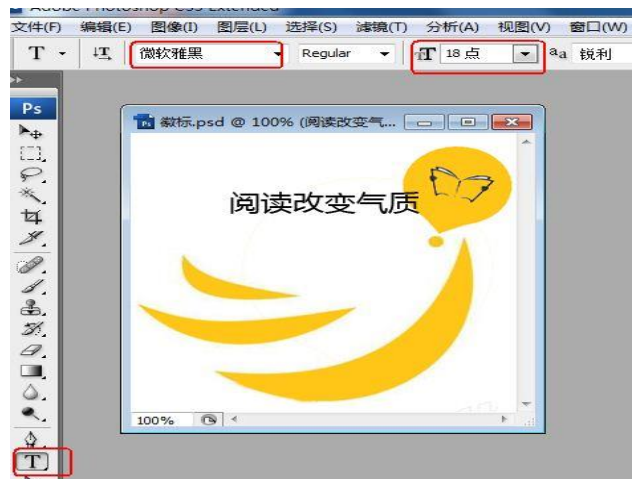 Adobe Photoshop CS3 Extended
文件(F) 编辑(E) 图像(I) 图层(L) 选择(S) 滤镜(T) 分析(A) 视图(V) 窗口(W)
T 微软雅黑 Regular 18 点 aa 锐利
Ps
徽标.psd @ 100% (阅读改变气...
阅读改变气质
100%
T